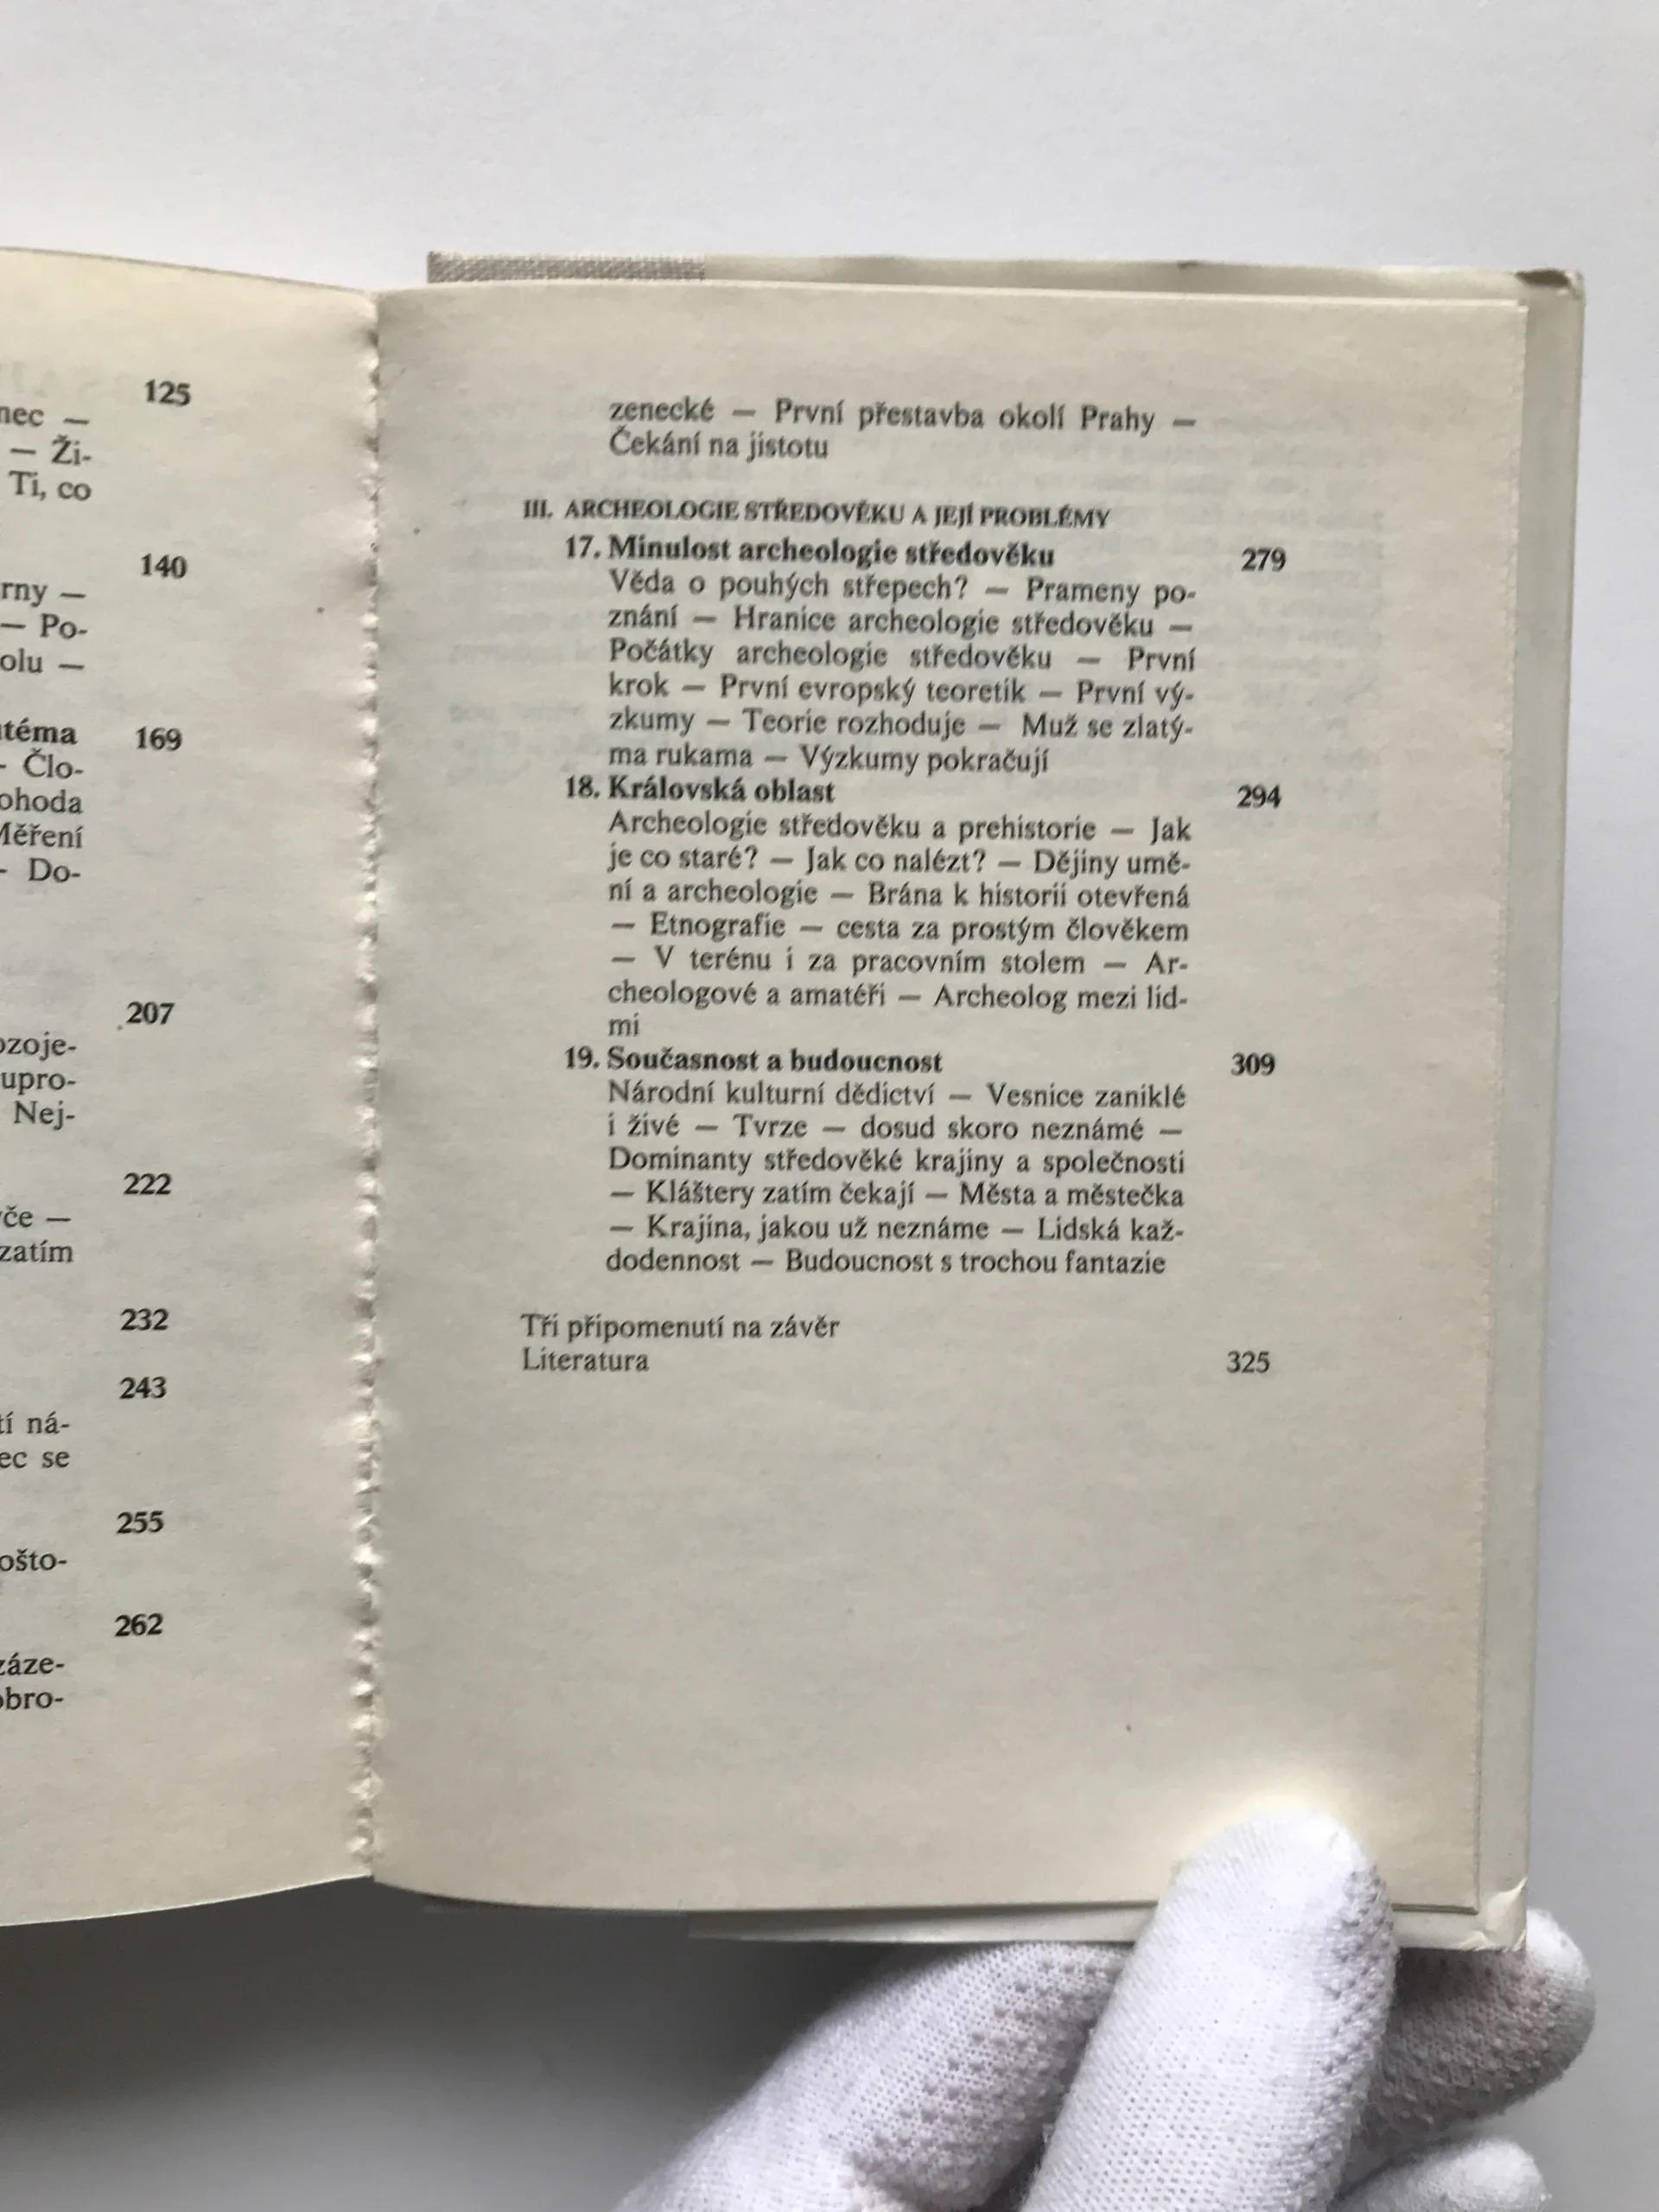 125
nec —
— Ži-
Ti, co
140
rny —
— Po-
olu —
téma 169
- Člo-
ohoda
Měření
- Do-
207
ozoje-
upro-
Nej-
222
če —
zatím
232
243
tí ná-
ec se
255
ošto-
262
záze-
obro-
zenecké — První přestavba okolí Prahy —
Čekání na jistotu
III. ARCHEOLOGIE STŘEDOVĚKU A JEJÍ PROBLÉMY
17. Minulost archeologie středověku 279
Věda o pouhých střepech? — Prameny po-
znání — Hranice archeologie středověku —
Počátky archeologie středověku — První
krok — První evropský teoretik — První vý-
zkumy — Teorie rozhoduje — Muž se zlatý-
ma rukama — Výzkumy pokračují
18. Královská oblast 294
Archeologie středověku a prehistorie — Jak
je co staré? — Jak co nalézt? — Dějiny umě-
ní a archeologie — Brána k historii otevřená
— Etnografie — cesta za prostým člověkem
— V terénu i za pracovním stolem — Ar-
cheologové a amatéři — Archeolog mezi lid-
mi
19. Současnost a budoucnost 309
Národní kulturní dědictví — Vesnice zaniklé
i živé — Tvrze — dosud skoro neznámé —
Dominanty středověké krajiny a společnosti
— Kláštery zatím čekají — Města a městečka
— Krajina, jakou už neznáme — Lidská kaž-
dodennost — Budoucnost s trochou fantazie
Tři připomenutí na závěr
Literatura 325